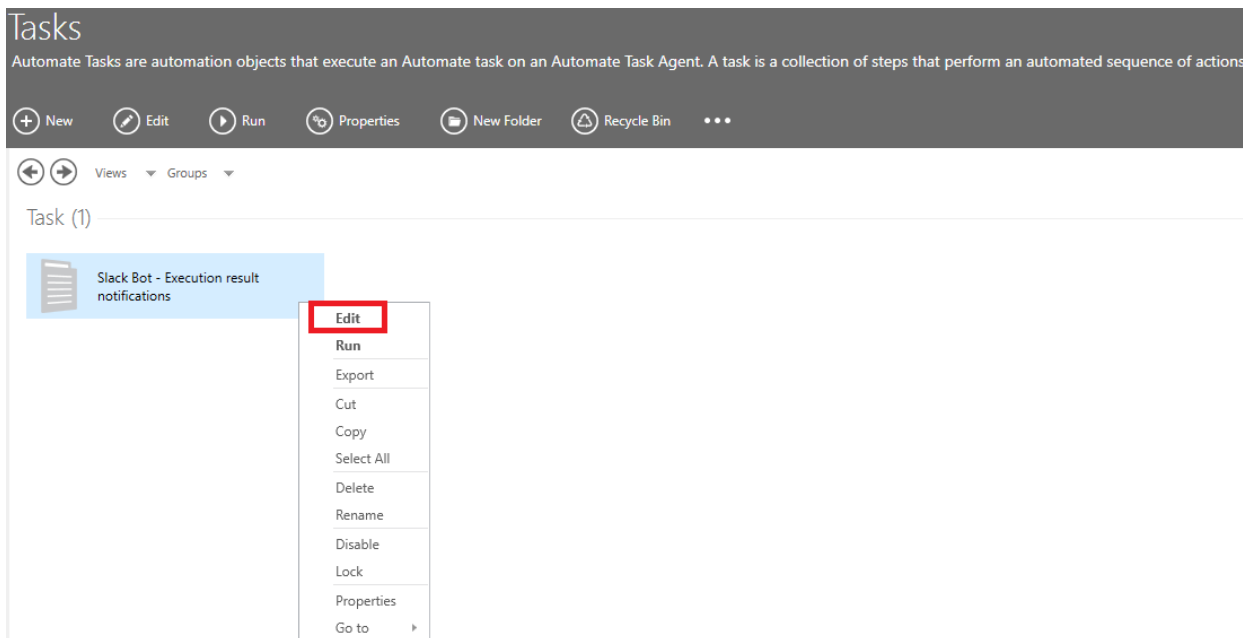 Tasks
Automate Tasks are automation objects that execute an Automate task on an Automate Task Agent. A task is a collection of steps that perform an automated sequence of actions
New Edit Run Properties New Folder Recycle Bin •••
Views Groups
Task (1)
Slack Bot - Execution result
notifications
Edit
Run
Export
Cut
Copy
Select All
Delete
Rename
Disable
Lock
Properties
Go to